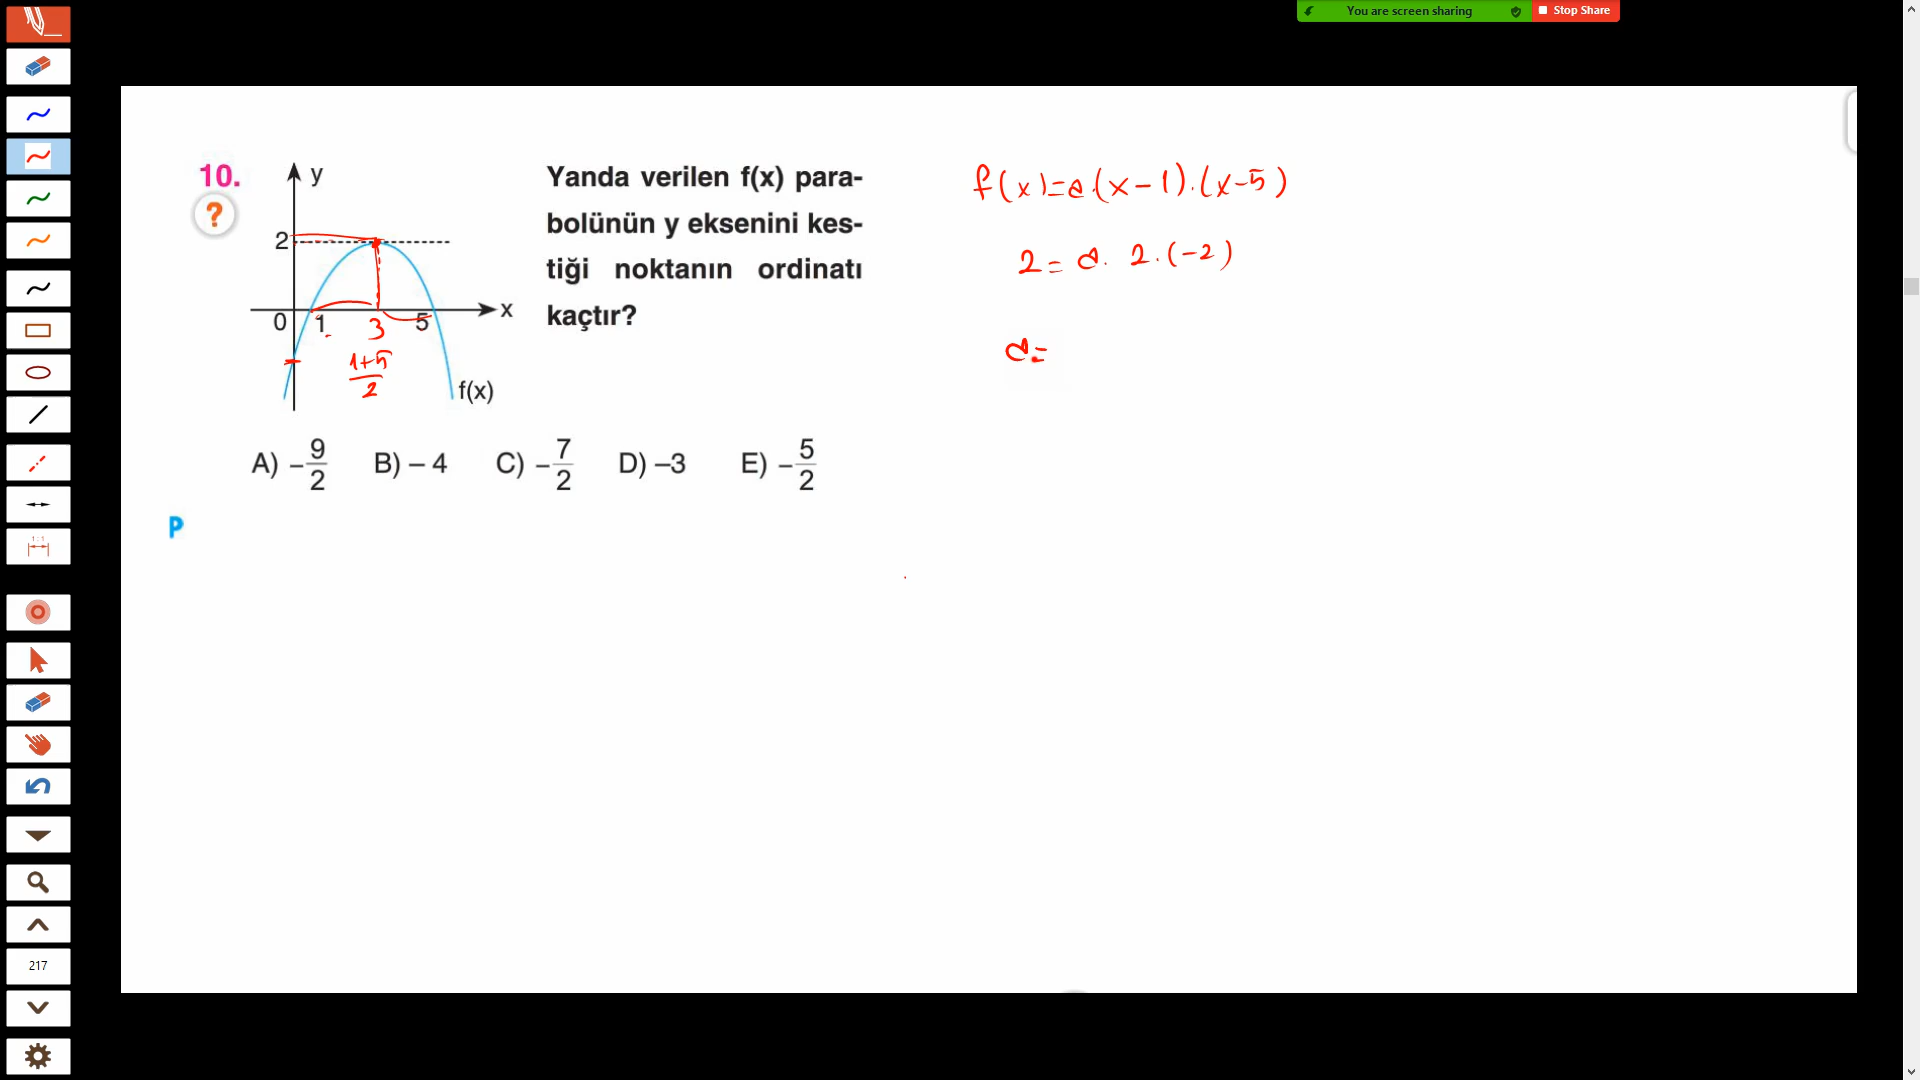 You are screen sharing
Stop Share
10.
?
y
2
0
1
3
5
x
1+5
2
f(x)
Yanda verilen f(x) para-
bolünün y eksenini kes-
tiği noktanın ordinatı
kaçtır?
f(x)=a.(x-1).(x-5)
2=a. 2.(-2)
a=
A) -9/2 B) – 4 C) -7/2 D) –3 E) -5/2
P
1:1
217